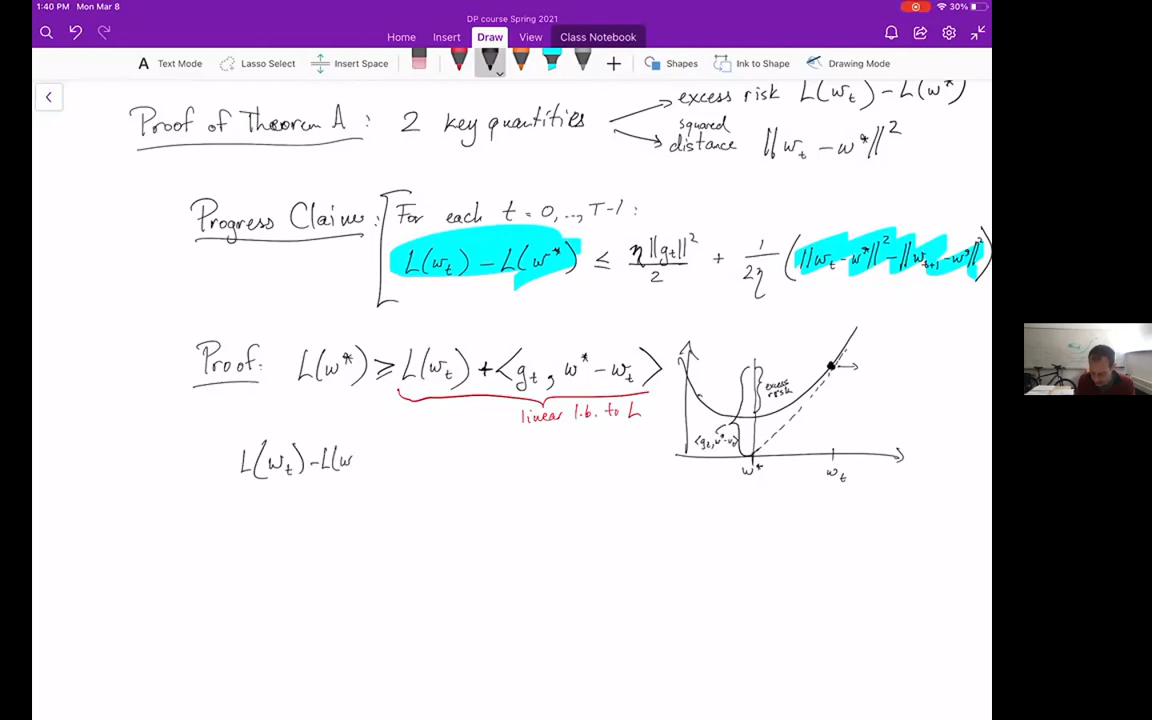 1:40 PM Mon Mar 8
30%
DP course Spring 2021
Home Insert Draw View Class Notebook
A Text Mode Lasso Select Insert Space + Shapes Ink to Shape Drawing Mode
Proof of Theorem A : 2 key quantities
excess risk L(w_t) - L(w*)
squared
distance ||w_t - w*||²
Progress Claim : For each t = 0, .., T-1 :
L(w_t) - L(w*) ≤ η||g_t||²/2 + 1/2η (||w_t - w*||² - ||w_{t+1} - w*||²)
Proof: L(w*) ≥ L(w_t) + <g_t, w* - w_t>
linear l.b. to L
excess
risk
<g_t, w* - w_t>
w* w_t
L(w_t) - L(w